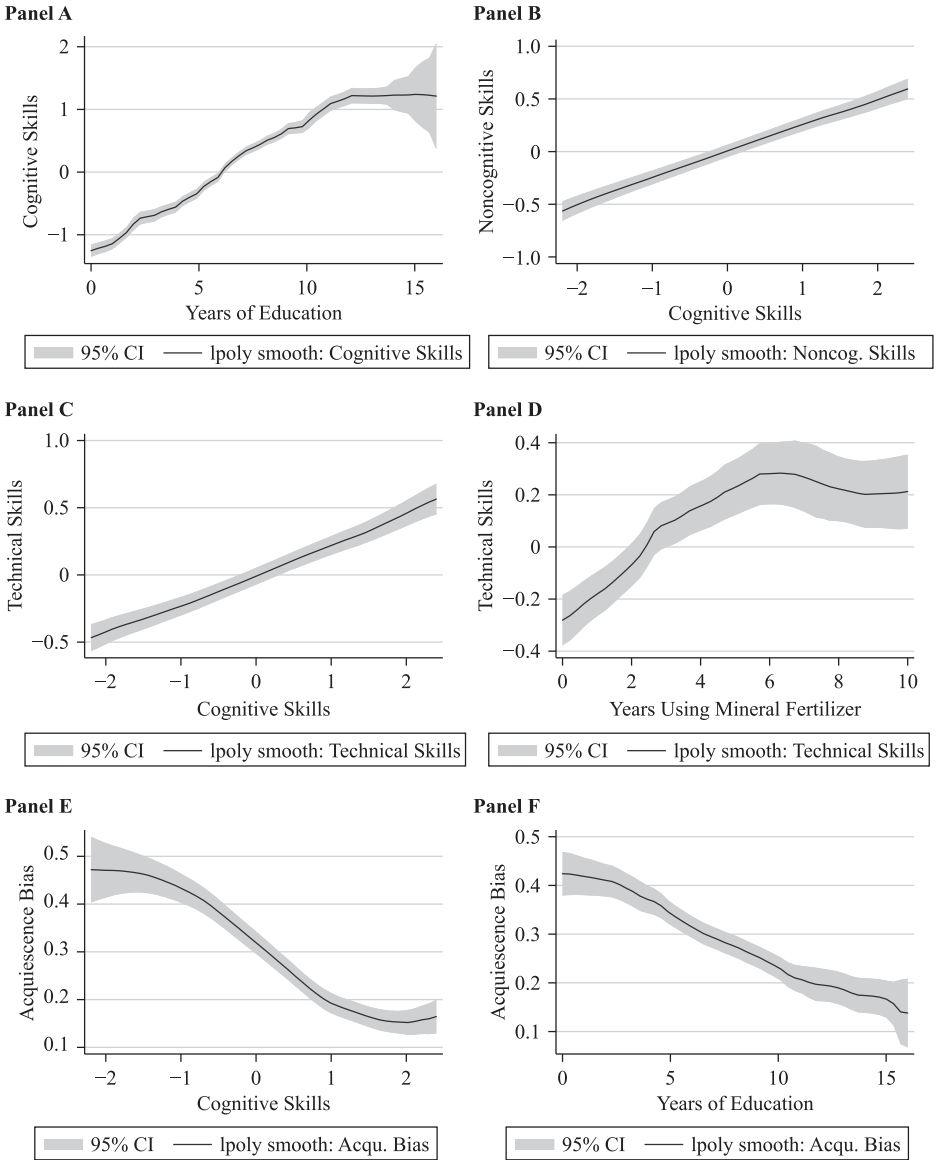 Panel A
2
1
0
−1
Cognitive Skills
0 5 10 15
Years of Education
95% CI lpoly smooth: Cognitive Skills
Panel B
1.0
0.5
0
−0.5
−1.0
Noncognitive Skills
−2 −1 0 1 2
Cognitive Skills
95% CI lpoly smooth: Noncog. Skills
Panel C
1.0
0.5
0
−0.5
Technical Skills
−2 −1 0 1 2
Cognitive Skills
95% CI lpoly smooth: Technical Skills
Panel D
0.4
0.2
0
−0.2
−0.4
Technical Skills
0 2 4 6 8 10
Years Using Mineral Fertilizer
95% CI lpoly smooth: Technical Skills
Panel E
0.5
0.4
0.3
0.2
0.1
Acquiescence Bias
−2 −1 0 1 2
Cognitive Skills
95% CI lpoly smooth: Acqu. Bias
Panel F
0.5
0.4
0.3
0.2
0.1
Acquiescence Bias
0 5 10 15
Years of Education
95% CI lpoly smooth: Acqu. Bias